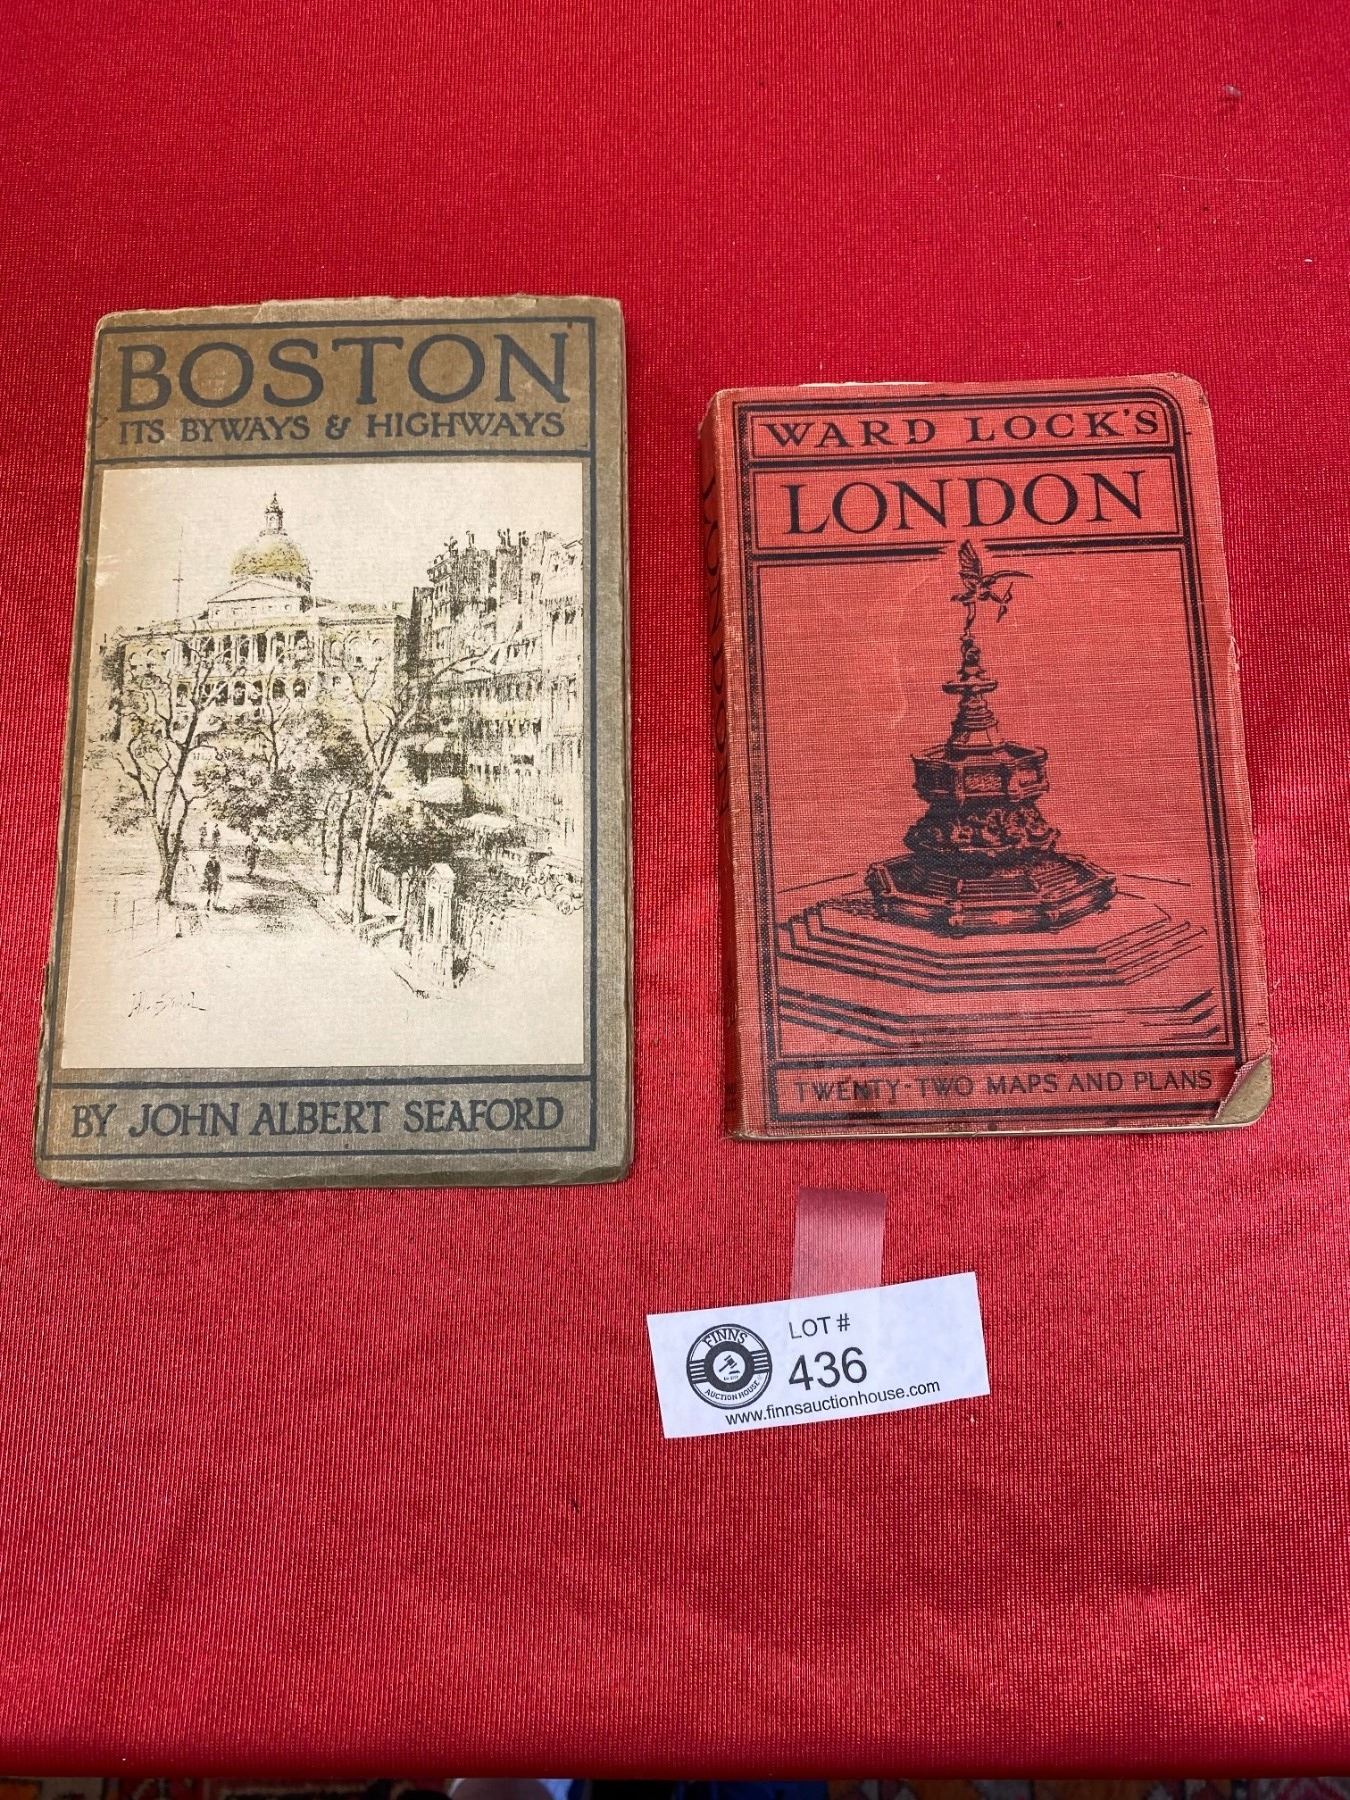 BOSTON
ITS BYWAYS & HIGHWAYS
BY JOHN ALBERT SEAFORD
WARD LOCK'S
LONDON
TWENTY-TWO MAPS AND PLANS
LONDON
FINNS
AUCTION HOUSE
LOT #
436
www.finnsauctionhouse.com